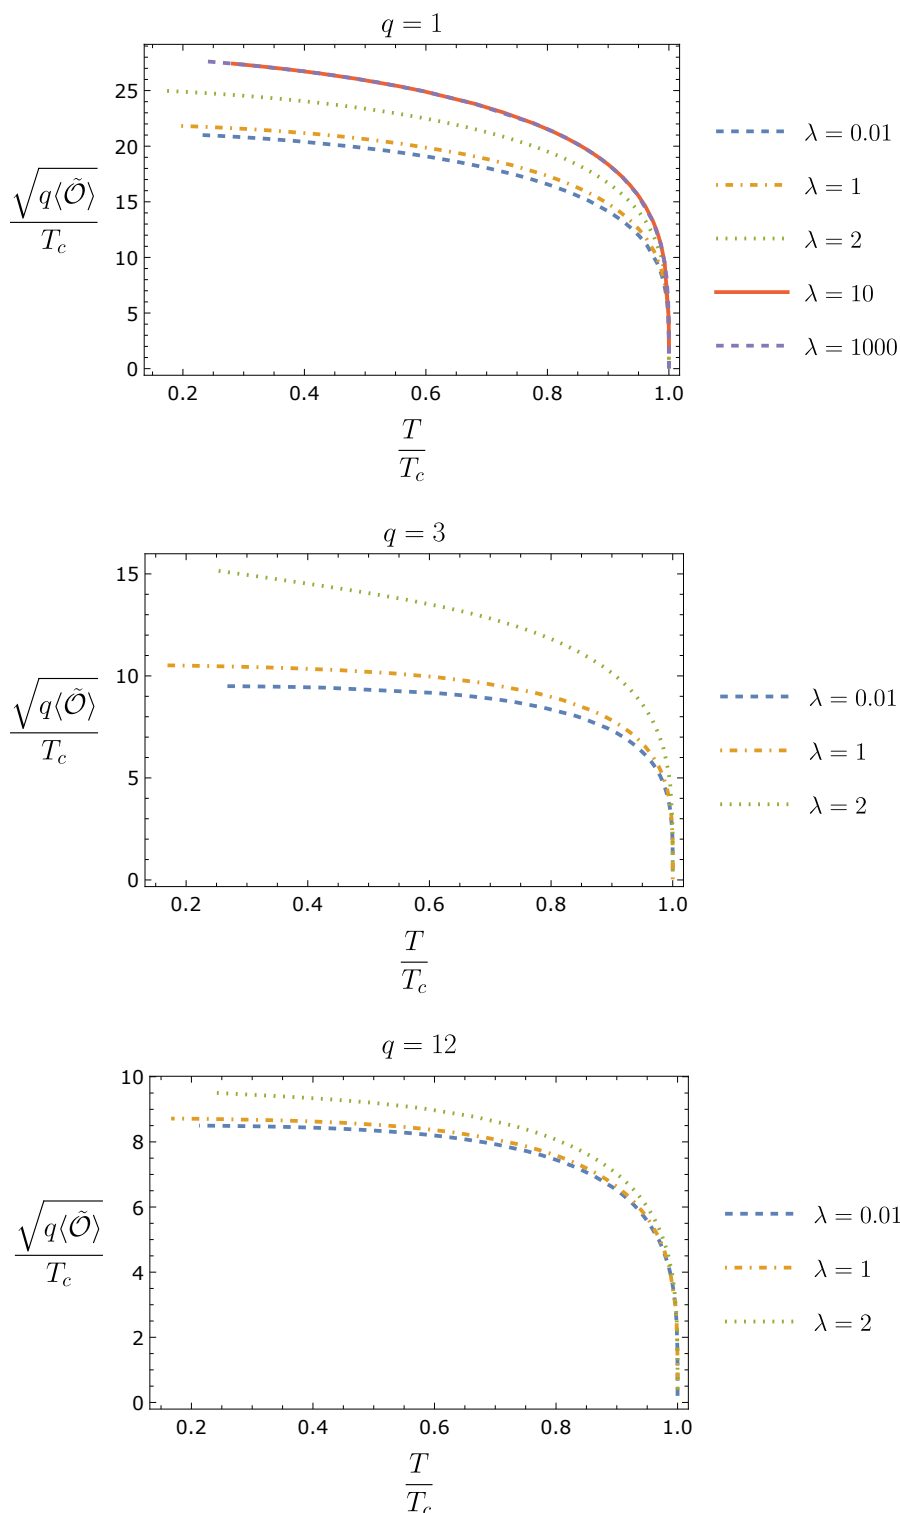 q = 1
25
20
15
10
5
0
√q⟨Õ⟩
T_c
0.2 0.4 0.6 0.8 1.0
T
T_c
λ = 0.01
λ = 1
λ = 2
λ = 10
λ = 1000
q = 3
15
10
5
0
√q⟨Õ⟩
T_c
0.2 0.4 0.6 0.8 1.0
T
T_c
λ = 0.01
λ = 1
λ = 2
q = 12
10
8
6
4
2
0
√q⟨Õ⟩
T_c
0.2 0.4 0.6 0.8 1.0
T
T_c
λ = 0.01
λ = 1
λ = 2